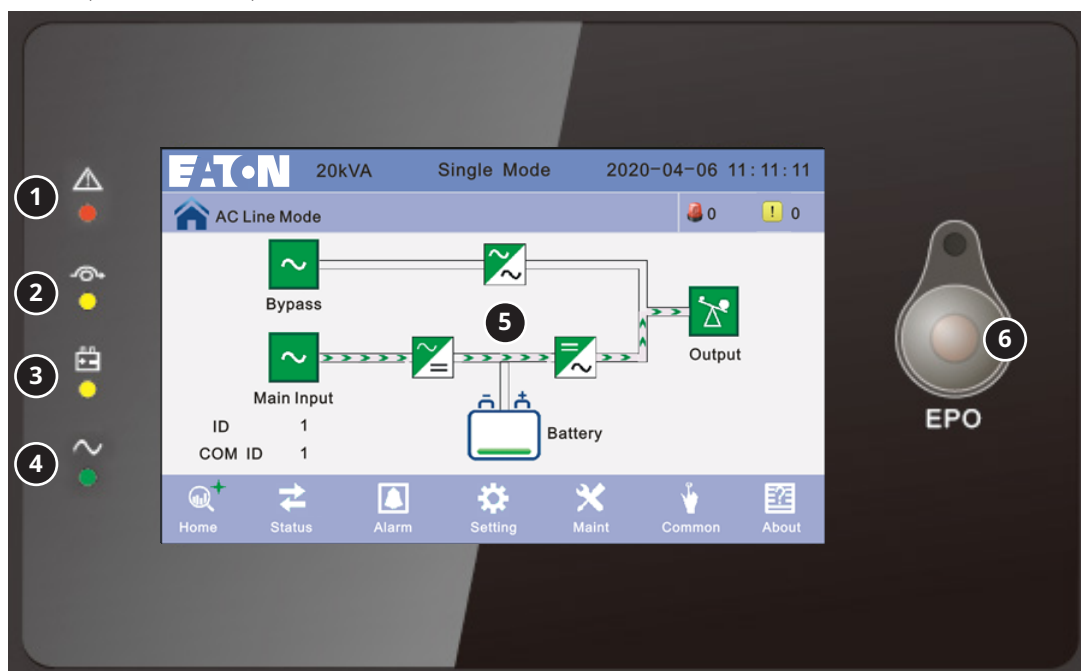 EATON 20kVA Single Mode 2020-04-06 11:11:11
AC Line Mode 0 ! 0
1
2
Bypass
5
3
Main Input
Output
6
EPO
ID 1
Battery
COM ID 1
4
Home Status Alarm Setting Maint Common About